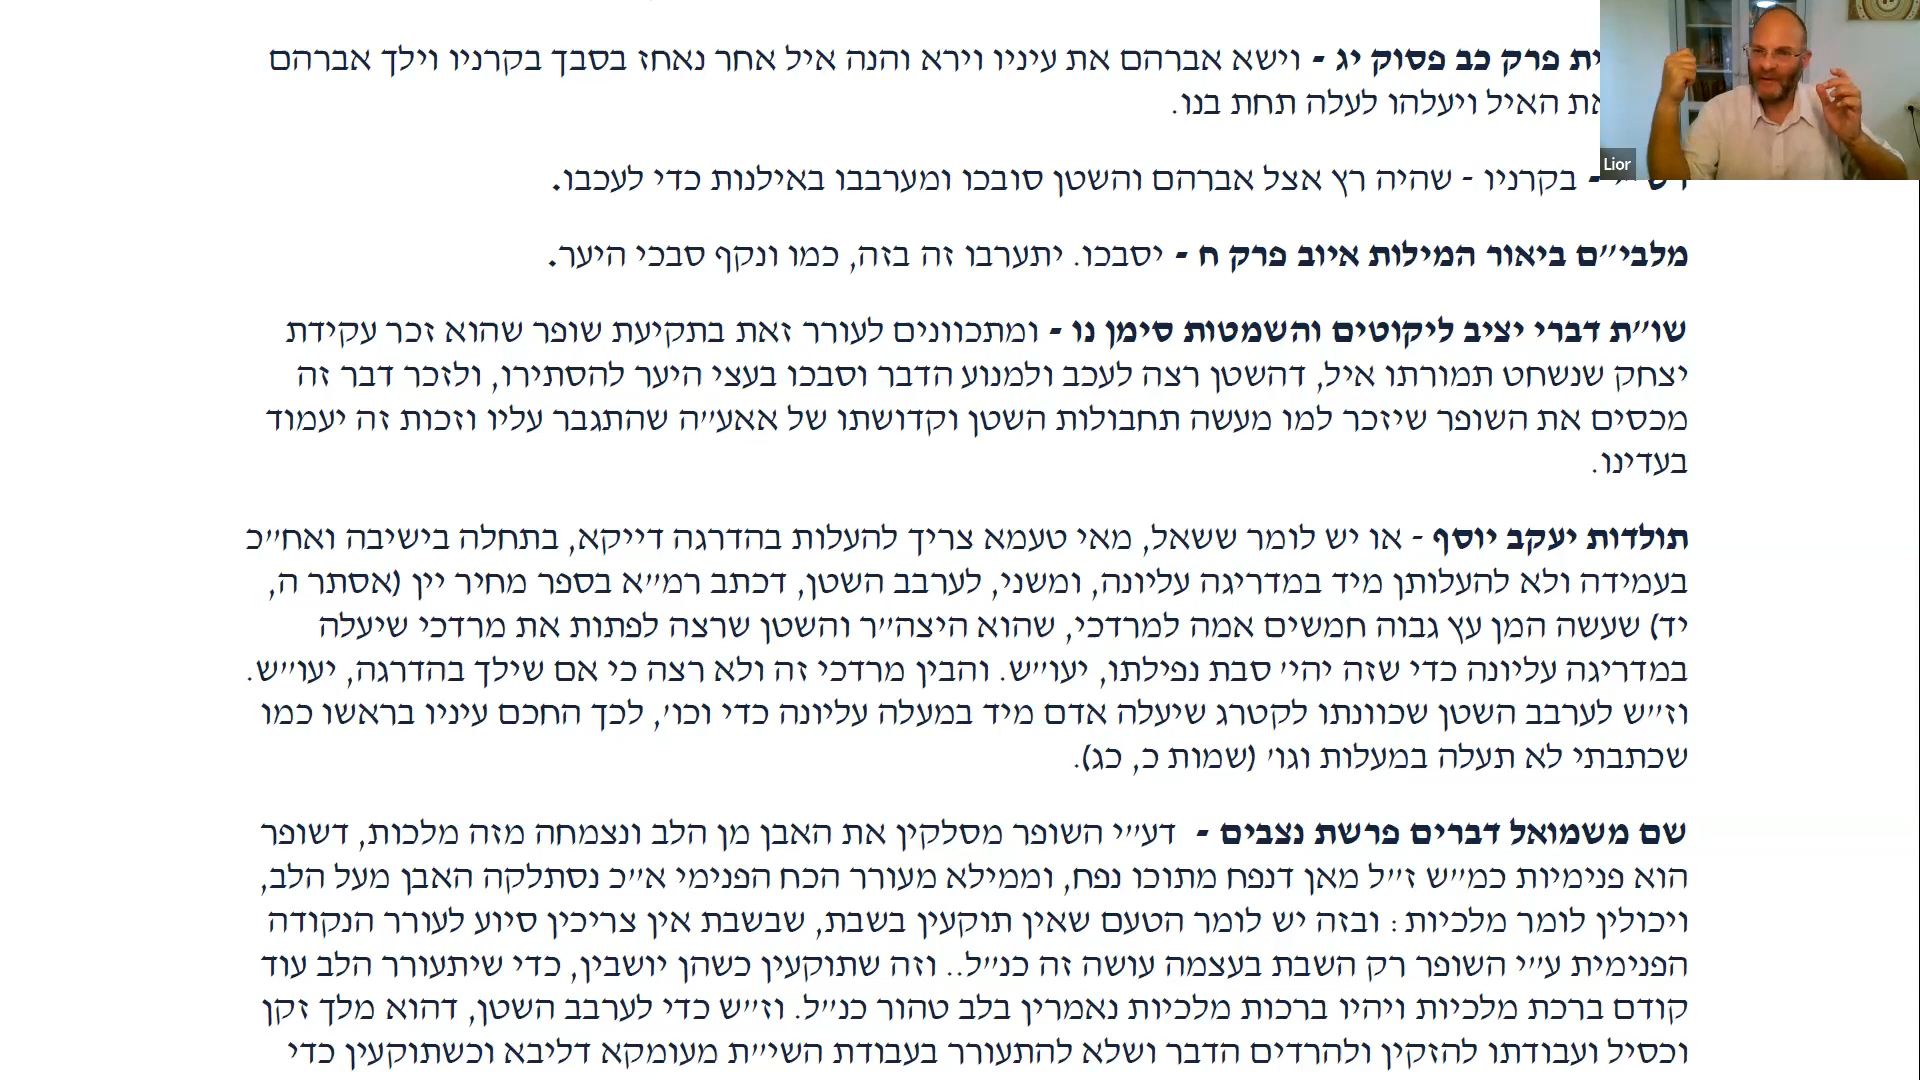 ית פרק כב פסוק יג - וישא אברהם את עיניו וירא והנה איל אחר נאחז בסבך בקרניו וילך אברהם
את האיל ויעלהו לעלה תחת בנו.
- בקרניו - שהיה רץ אצל אברהם והשטן סובכו ומערבבו באילנות כדי לעכבו.
מלבי״ם ביאור המילות איוב פרק ח - יסבכו. יתערבו זה בזה, כמו ונקף סבכי היער.
שו״ת דברי יציב ליקוטים והשמטות סימן נו - ומתכוונים לעורר זאת בתקיעת שופר שהוא זכר עקידת
יצחק שנשחט תמורתו איל, דהשטן רצה לעכב ולמנוע הדבר וסבכו בעצי היער להסתירו, ולזכר דבר זה
מכסים את השופר שיזכר למו מעשה תחבולות השטן וקדושתו של אאע״ה שהתגבר עליו וזכות זה יעמוד
בעדינו.
תולדות יעקב יוסף - או יש לומר ששאל, מאי טעמא צריך להעלות בהדרגה דייקא, בתחלה בישיבה ואח״כ
בעמידה ולא להעלותן מיד במדריגה עליונה, ומשני, לערבב השטן, דכתב רמ״א בספר מחיר יין (אסתר ה,
יד) שעשה המן עץ גבוה חמשים אמה למרדכי, שהוא היצה״ר והשטן שרצה לפתות את מרדכי שיעלה
במדריגה עליונה כדי שזה יהי׳ סבת נפילתו, יעו״ש. והבין מרדכי זה ולא רצה כי אם שילך בהדרגה, יעו״ש.
וז״ש לערבב השטן שכוונתו לקטרג שיעלה אדם מיד במעלה עליונה כדי וכו׳, לכך החכם עיניו בראשו כמו
שכתבתי לא תעלה במעלות וגו׳ (שמות כ, כג).
שם משמואל דברים פרשת נצבים - דע״י השופר מסלקין את האבן מן הלב ונצמחה מזה מלכות, דשופר
הוא פנימיות כמ״ש ז״ל מאן דנפח מתוכו נפח, וממילא מעורר הכח הפנימי א״כ נסתלקה האבן מעל הלב,
ויכולין לומר מלכיות: ובזה יש לומר הטעם שאין תוקעין בשבת, שבשבת אין צריכין סיוע לעורר הנקודה
הפנימית ע״י השופר רק השבת בעצמה עושה זה כנ״ל.. וזה שתוקעין כשהן יושבין, כדי שיתעורר הלב עוד
קודם ברכת מלכיות ויהיו ברכות מלכיות נאמרין בלב טהור כנ״ל. וז״ש כדי לערבב השטן, דהוא מלך זקן
וכסיל ועבודתו להזקין ולהרדים הדבר ושלא להתעורר בעבודת השי״ת מעומקא דליבא וכשתוקעין כדי
Lior